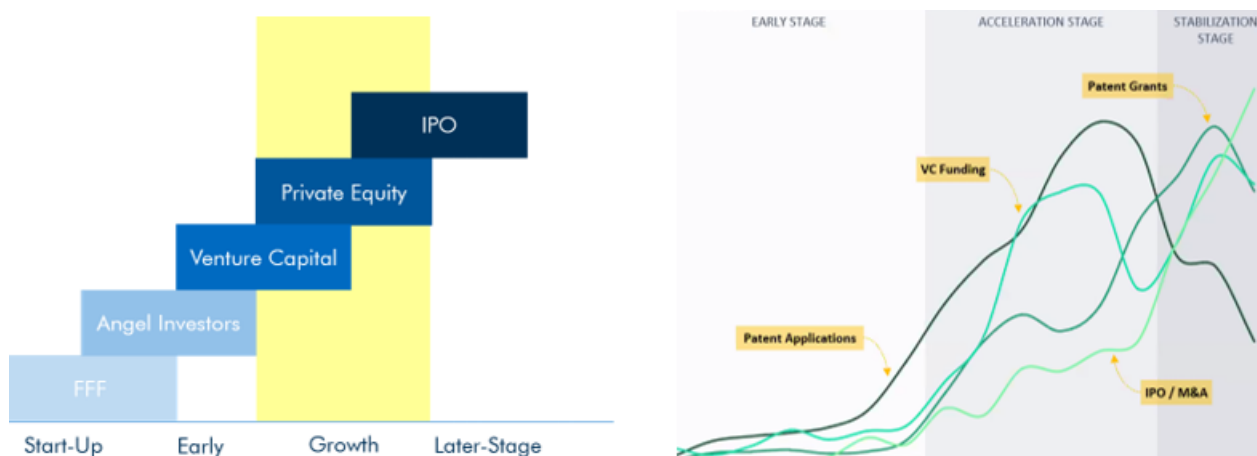 IPO
Private Equity
Venture Capital
Angel Investors
FFF
Start-Up Early Growth Later-Stage
EARLY STAGE ACCELERATION STAGE STABILIZATION
STAGE
Patent Grants
VC Funding
Patent Applications
IPO / M&A